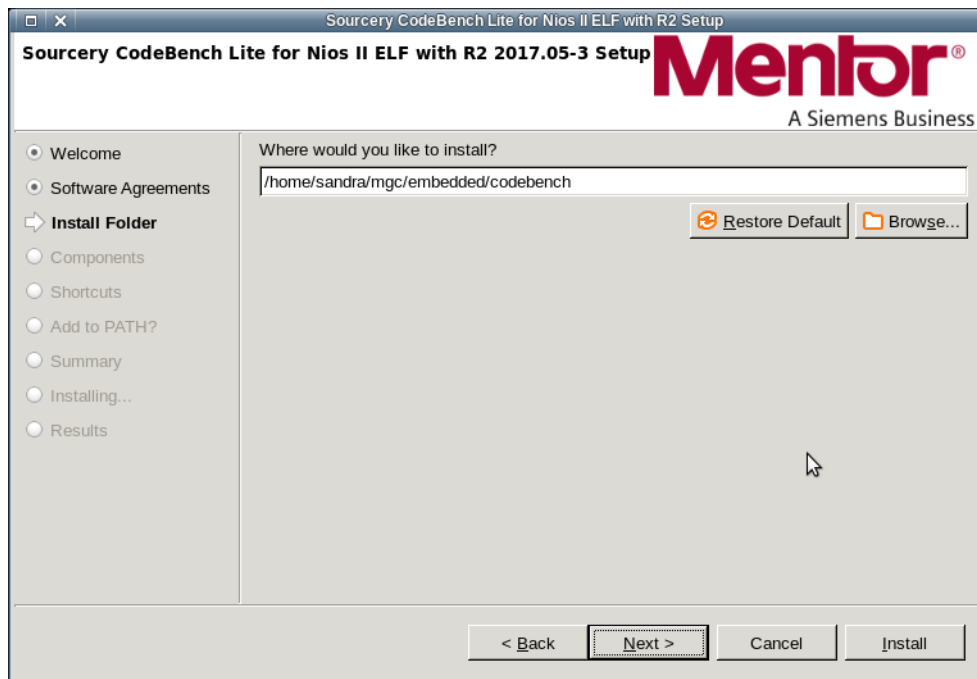 Sourcery CodeBench Lite for Nios II ELF with R2 Setup
Sourcery CodeBench Lite for Nios II ELF with R2 2017.05-3 Setup
Mentor®
A Siemens Business
Welcome
Software Agreements
Install Folder
Components
Shortcuts
Add to PATH?
Summary
Installing...
Results
Where would you like to install?
/home/sandra/mgc/embedded/codebench
Restore Default
Browse...
< Back
Next >
Cancel
Install